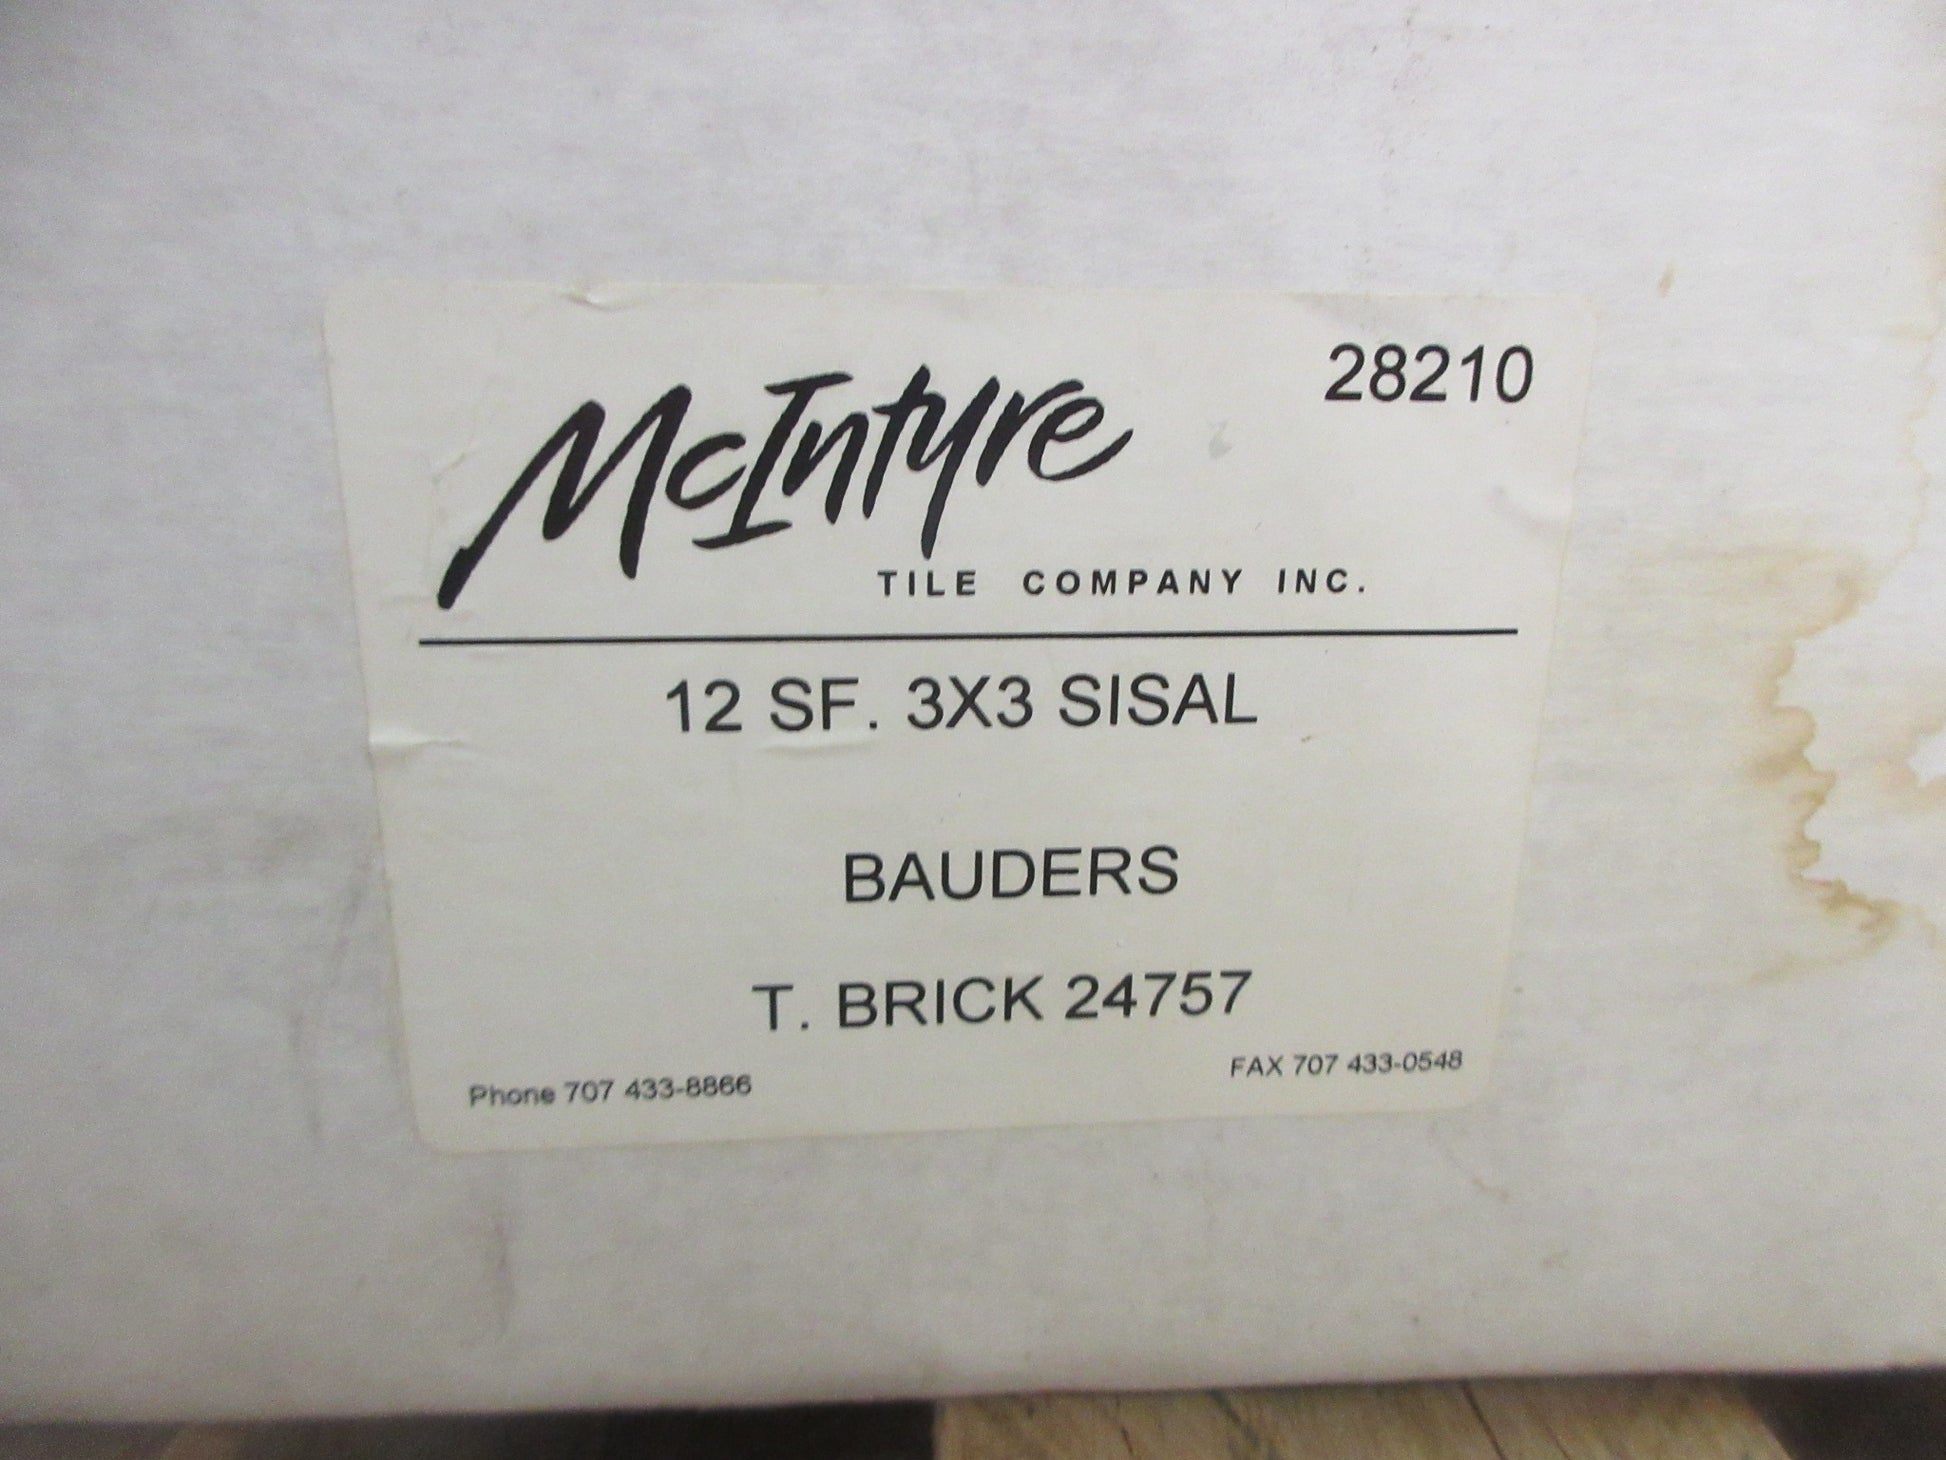 28210
McIntyre
TILE COMPANY INC.
12 SF. 3X3 SISAL
BAUDERS
T. BRICK 24757
Phone 707 433-8866
FAX 707 433-0548